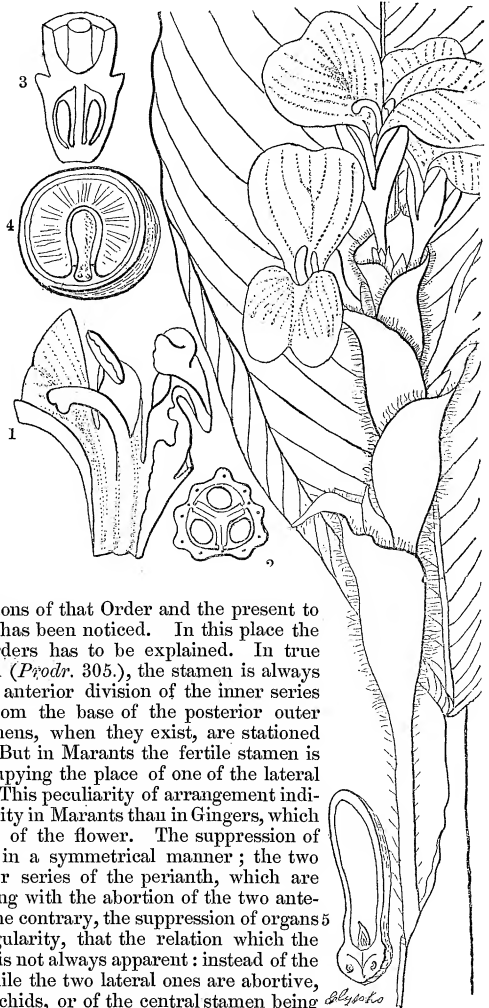 3
4
1
2
ons of that Order and the present to
has been noticed. In this place the
ders has to be explained. In true
(Prodr. 305.), the stamen is always
anterior division of the inner series
om the base of the posterior outer
nens, when they exist, are stationed
But in Marants the fertile stamen is
upying the place of one of the lateral
This peculiarity of arrangement indi-
ity in Marants than in Gingers, which
of the flower. The suppression of
in a symmetrical manner; the two
r series of the perianth, which are
ng with the abortion of the two ante-
ne contrary, the suppression of organs 5
gularity, that the relation which the
is not always apparent: instead of the
ile the two lateral ones are abortive,
chids, or of the central stamen being